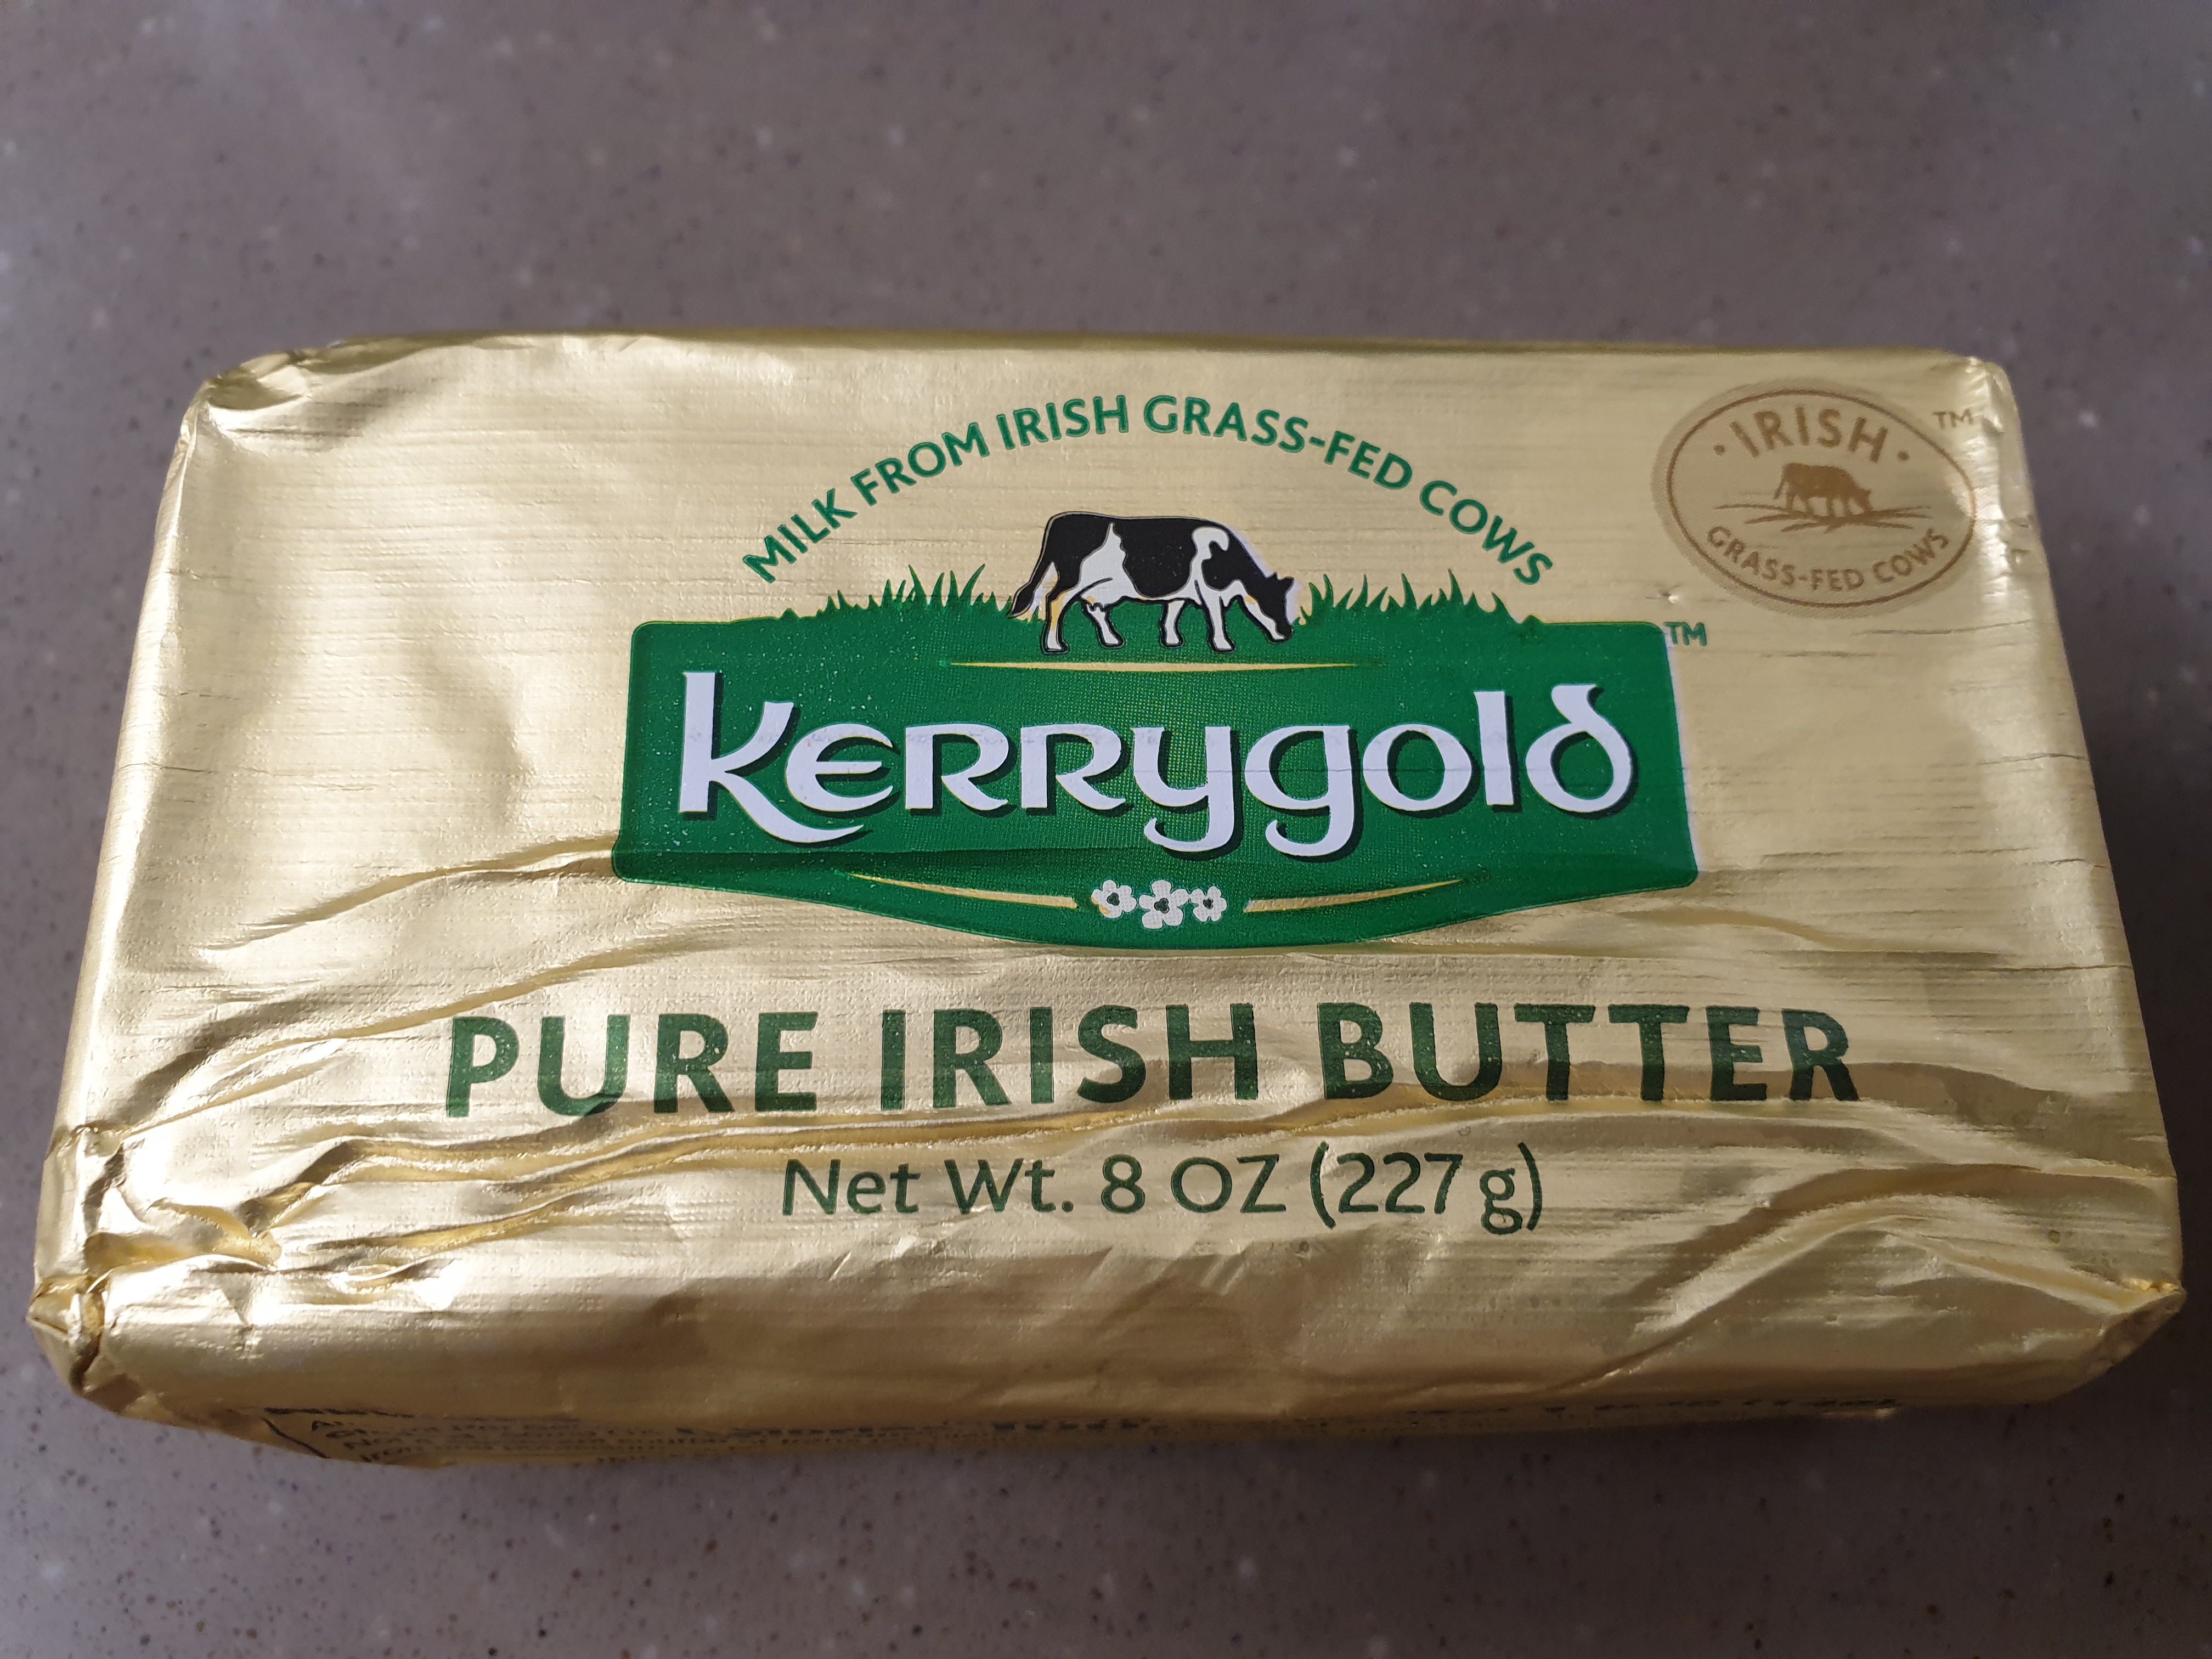 MILK FROM IRISH GRASS-FED COWS
· IRISH · TM
GRASS-FED COWS
Kerrygold TM
PURE IRISH BUTTER
Net Wt. 8 OZ (227 g)